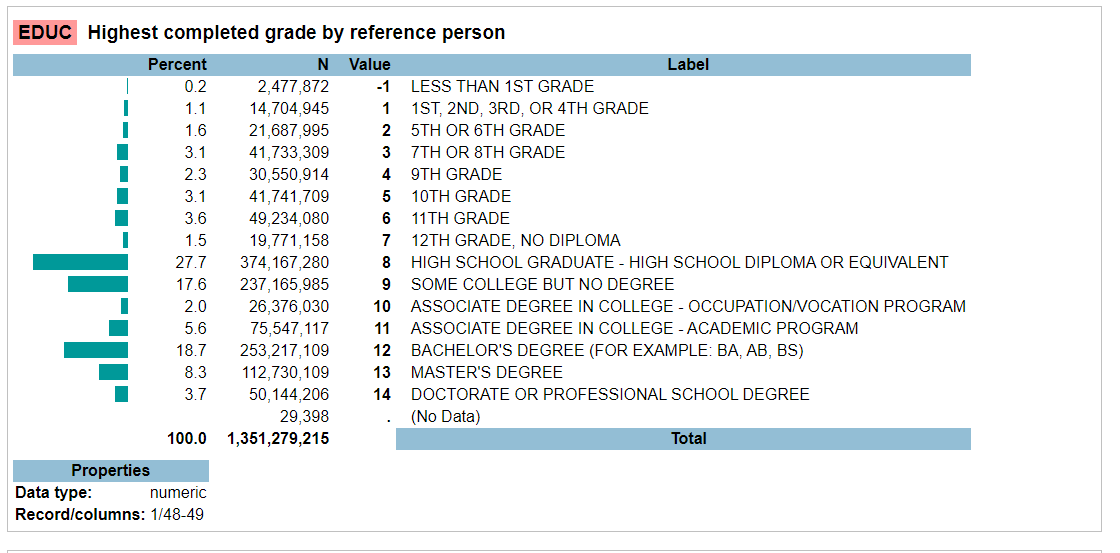 EDUC Highest completed grade by reference person
Percent N Value Label
0.2 2,477,872 -1 LESS THAN 1ST GRADE
1.1 14,704,945 1 1ST, 2ND, 3RD, OR 4TH GRADE
1.6 21,687,995 2 5TH OR 6TH GRADE
3.1 41,733,309 3 7TH OR 8TH GRADE
2.3 30,550,914 4 9TH GRADE
3.1 41,741,709 5 10TH GRADE
3.6 49,234,080 6 11TH GRADE
1.5 19,771,158 7 12TH GRADE, NO DIPLOMA
27.7 374,167,280 8 HIGH SCHOOL GRADUATE - HIGH SCHOOL DIPLOMA OR EQUIVALENT
17.6 237,165,985 9 SOME COLLEGE BUT NO DEGREE
2.0 26,376,030 10 ASSOCIATE DEGREE IN COLLEGE - OCCUPATION/VOCATION PROGRAM
5.6 75,547,117 11 ASSOCIATE DEGREE IN COLLEGE - ACADEMIC PROGRAM
18.7 253,217,109 12 BACHELOR'S DEGREE (FOR EXAMPLE: BA, AB, BS)
8.3 112,730,109 13 MASTER'S DEGREE
3.7 50,144,206 14 DOCTORATE OR PROFESSIONAL SCHOOL DEGREE
29,398 . (No Data)
100.0 1,351,279,215 Total
Properties
Data type: numeric
Record/columns: 1/48-49